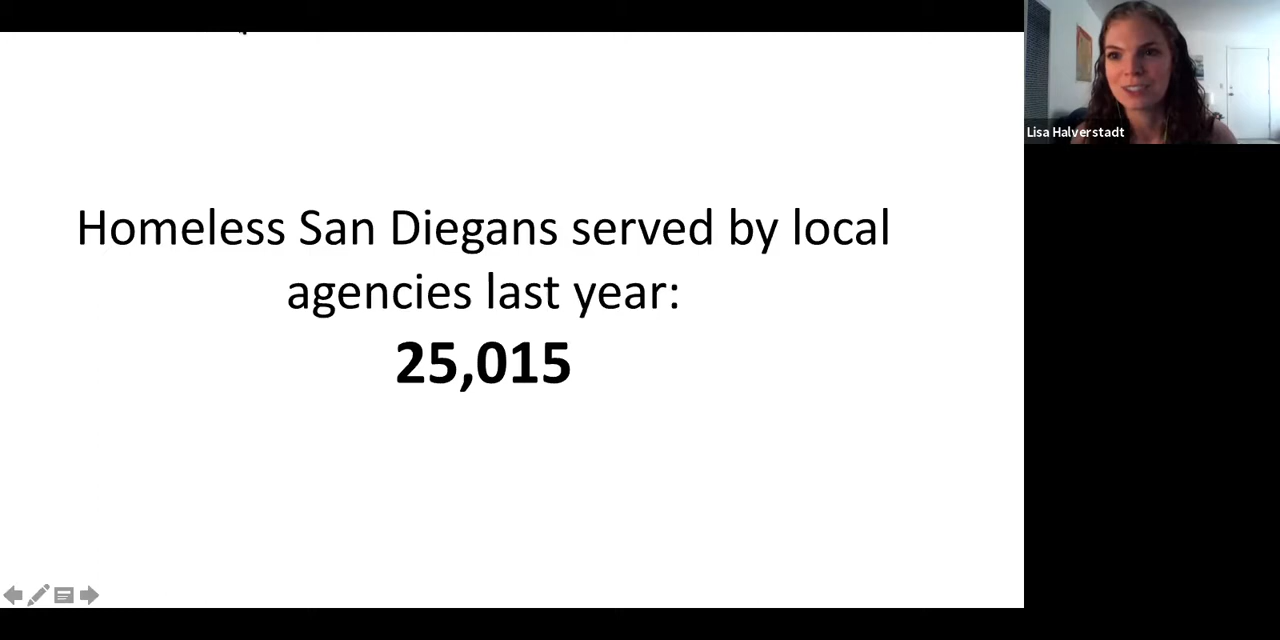 Homeless San Diegans served by local
agencies last year:
25,015
Lisa Halverstadt